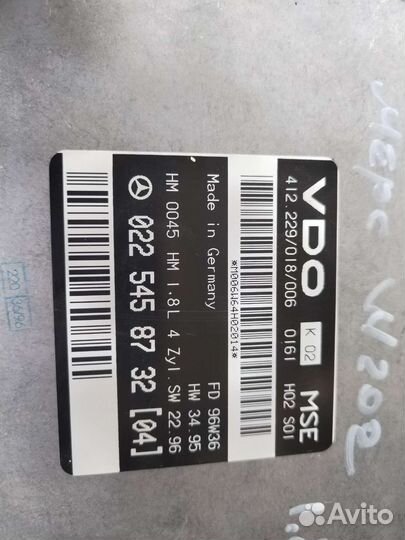 VDO K 02 MSE
412.229/018/006 0161 H02 S01
*M006W64H02014*
Made in Germany FD 96W36
HW 34.95
HM 0045 HM 1.8L 4 Zyl. SW 22.96
022 545 87 32 [04]
Мерс W202
Avito